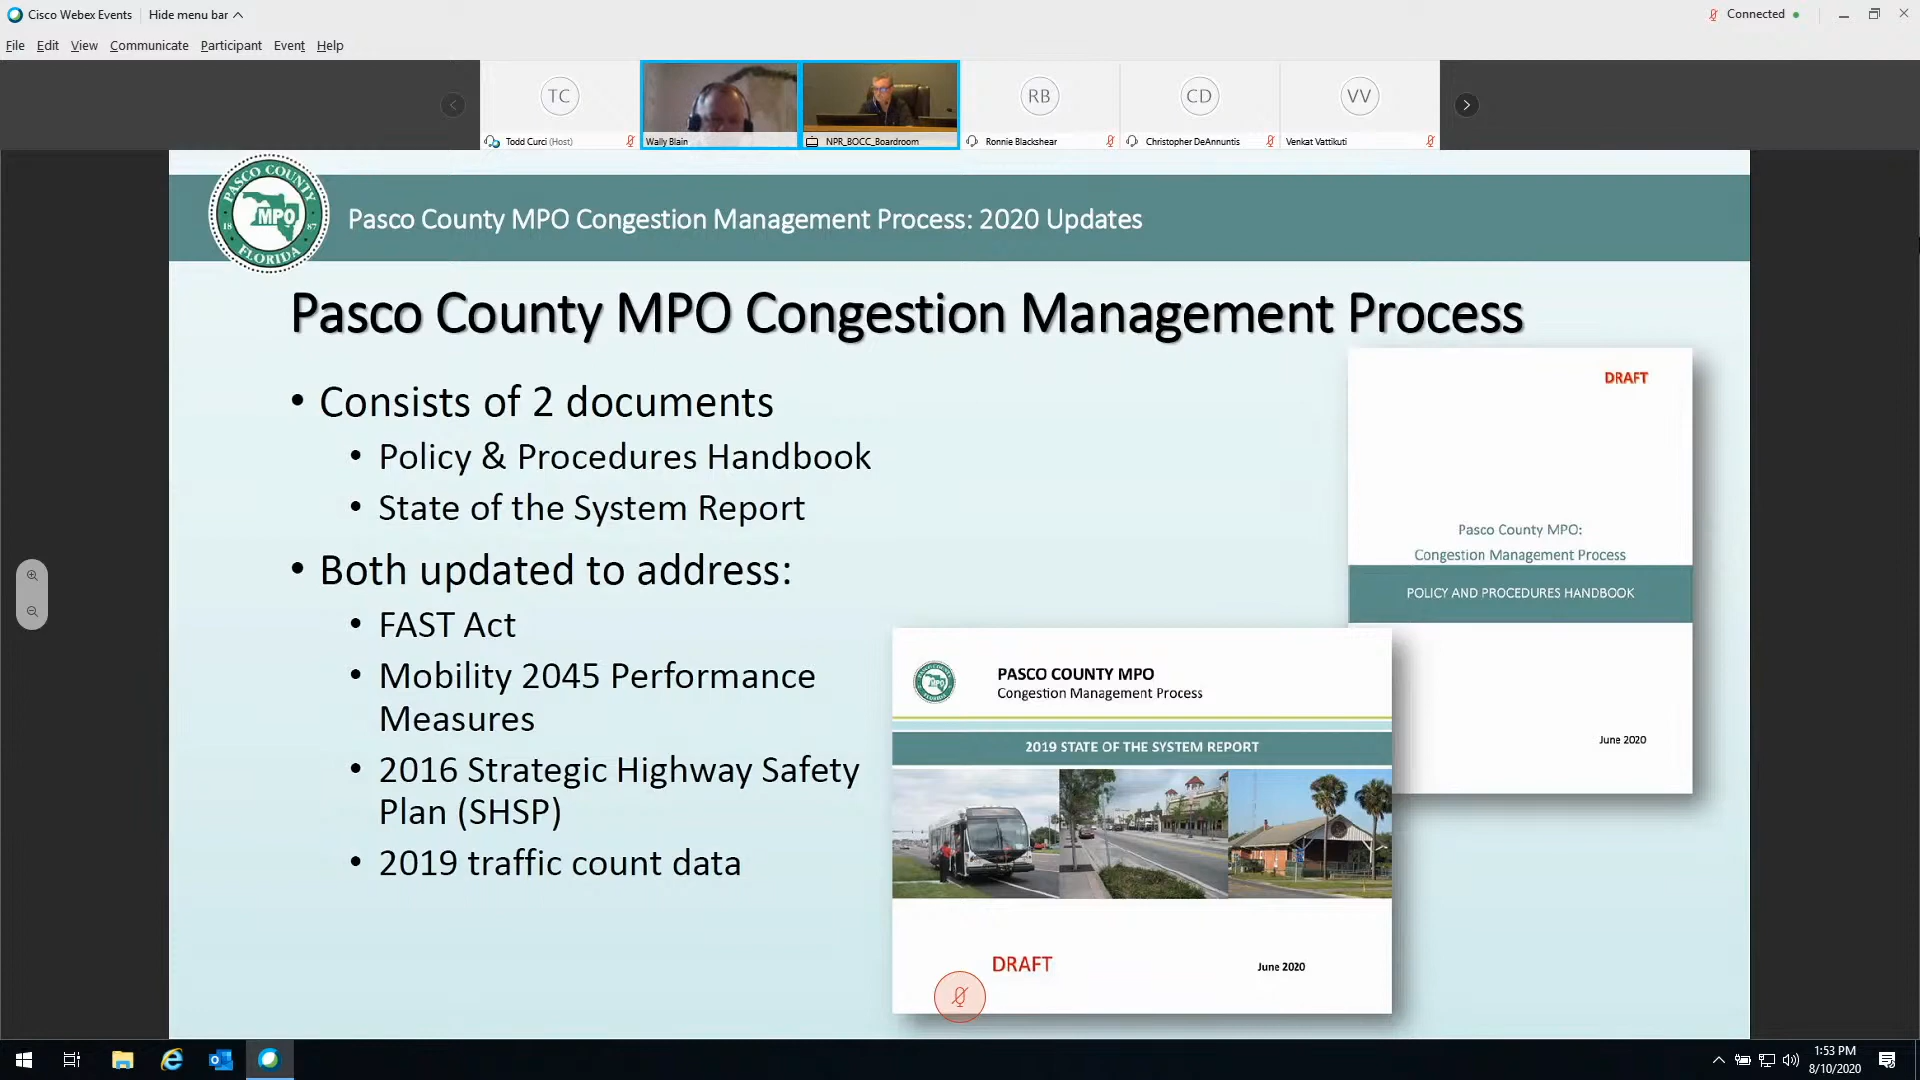 Cisco Webex Events
Hide menu bar
Connected
File Edit View Communicate Participant Event Help
TC
RB
CD
VV
Todd Curci (Host)
Wally Blain
NPR_BOCC_Boardroom
Ronnie Blackshear
Christopher DeAnnuntis
Venkat Vattikuti
PASCO COUNTY
MPO
18 87
FLORIDA
Pasco County MPO Congestion Management Process: 2020 Updates
Pasco County MPO Congestion Management Process
• Consists of 2 documents
• Policy & Procedures Handbook
• State of the System Report
• Both updated to address:
• FAST Act
• Mobility 2045 Performance
Measures
• 2016 Strategic Highway Safety
Plan (SHSP)
• 2019 traffic count data
DRAFT
Pasco County MPO:
Congestion Management Process
POLICY AND PROCEDURES HANDBOOK
June 2020
MPO
PASCO COUNTY MPO
Congestion Management Process
2019 STATE OF THE SYSTEM REPORT
DRAFT
June 2020
1:53 PM
8/10/2020